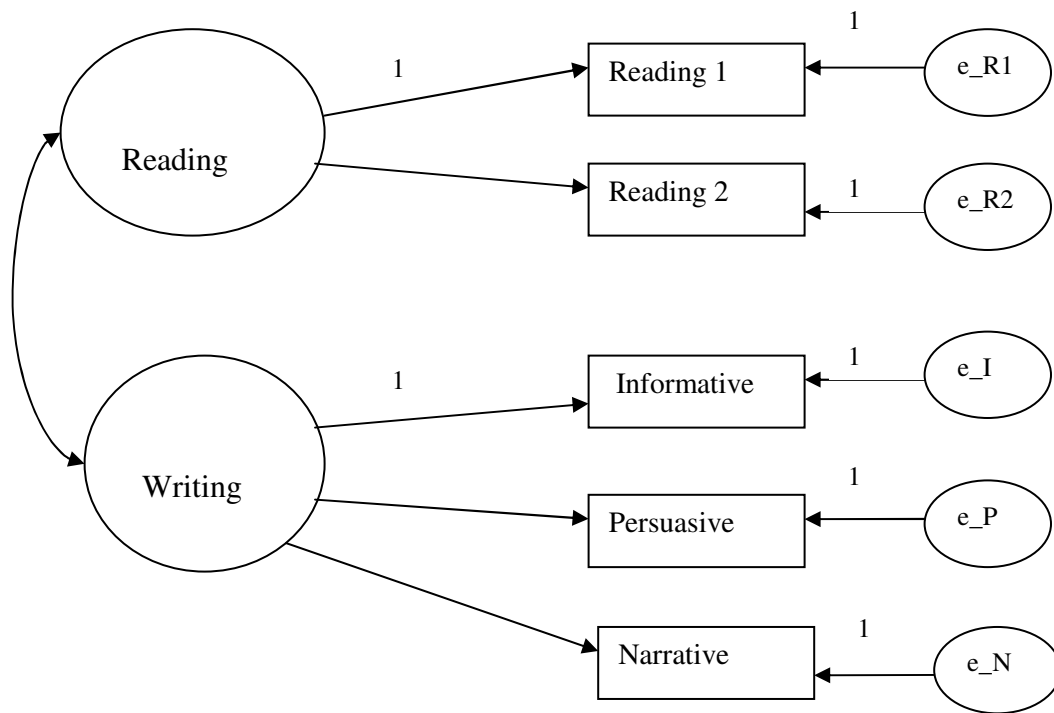 1
1
Reading 1
e_R1
Reading
Reading 2
1
e_R2
1
1
Informative
e_I
Writing
1
Persuasive
e_P
1
Narrative
e_N